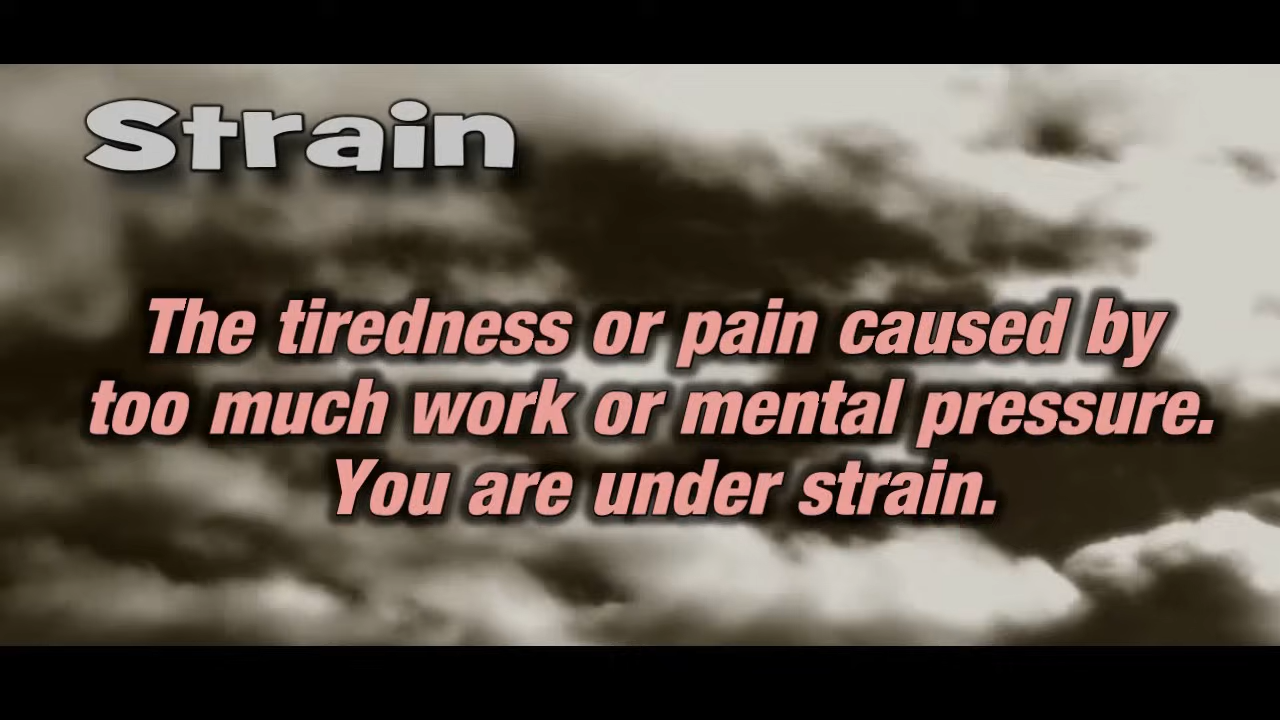 Strain
The tiredness or pain caused by
too much work or mental pressure.
You are under strain.